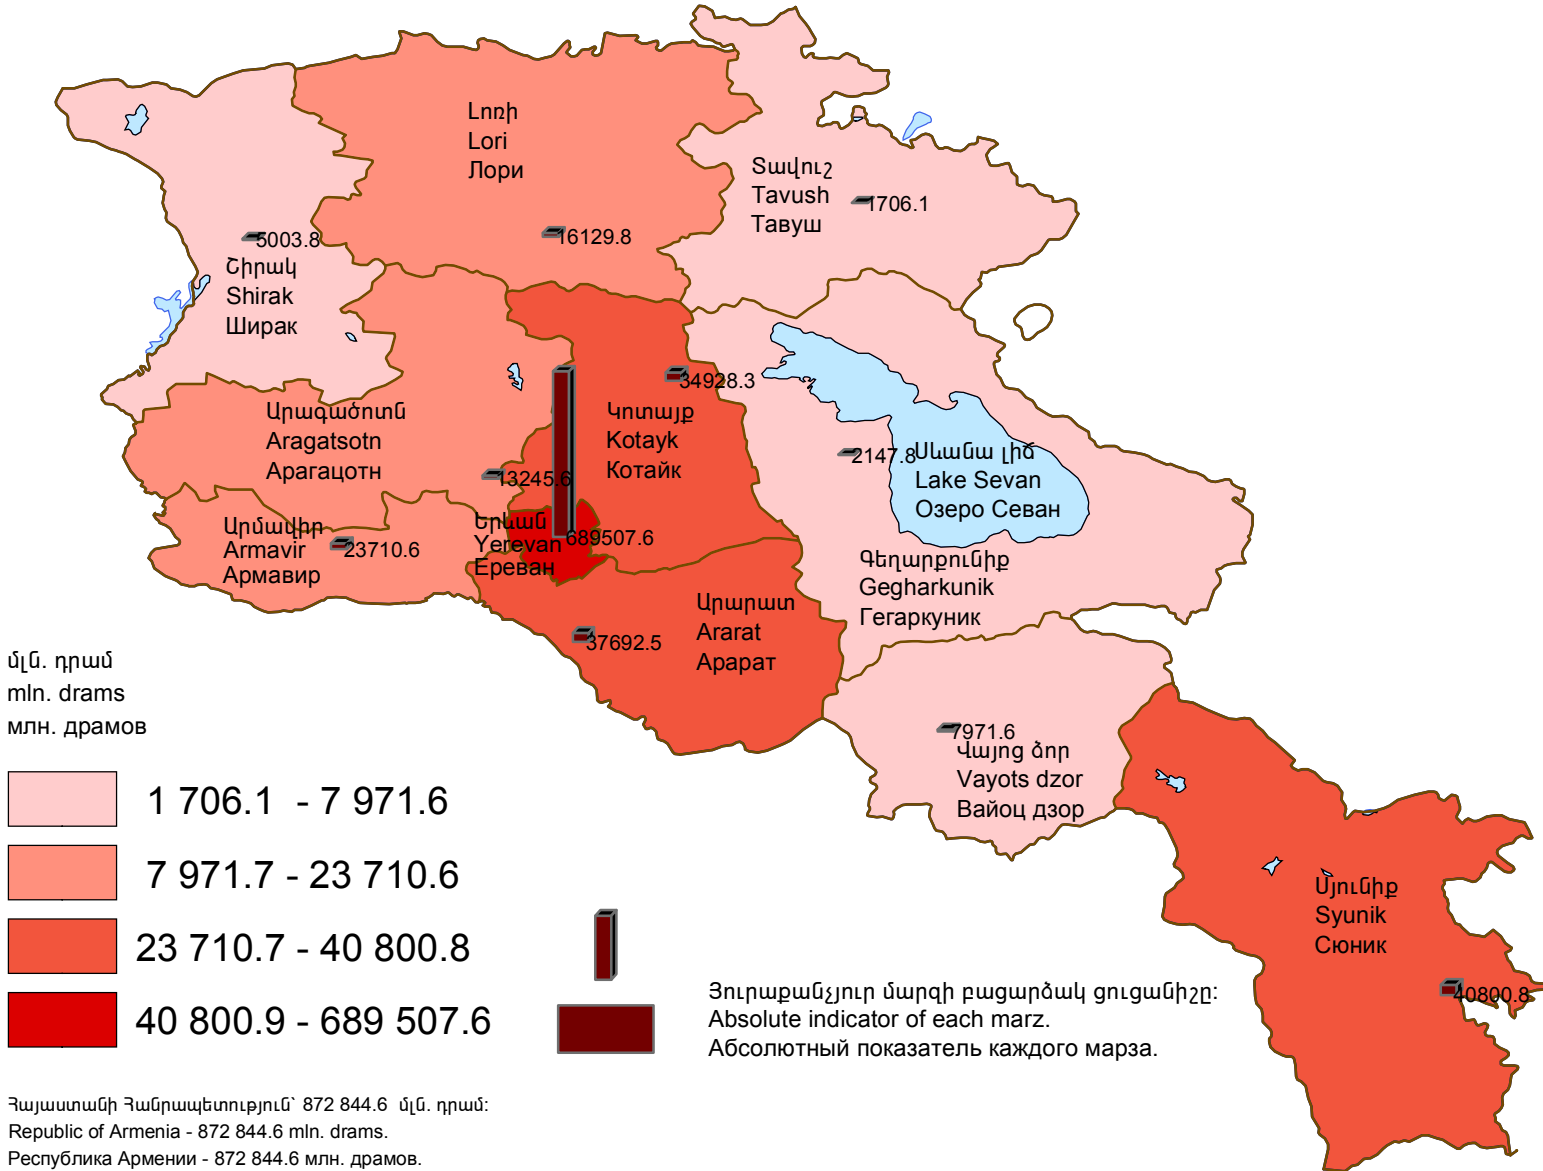 Լոռի
Lori
Лори
16129.8
Տավուշ
Tavush
Тавуш
1706.1
5003.8
Շիրակ
Shirak
Ширак
34928.3
Կոտայք
Kotayk
Котайк
Արագածոտն
Aragatsotn
Арагацотн
13245.6
2147.8
Սևանա լիճ
Lake Sevan
Озеро Севан
Արմավիր
Armavir
Армавир
23710.6
Երևան
Yerevan
Ереван
689507.6
Գեղարքունիք
Gegharkunik
Гегаркуник
Արարատ
Ararat
Арарат
37692.5
7971.6
Վայոց ձոր
Vayots dzor
Вайоц дзор
Սյունիք
Syunik
Сюник
40800.8
մլն. դրամ
mln. drams
млн. драмов
1 706.1 - 7 971.6
7 971.7 - 23 710.6
23 710.7 - 40 800.8
40 800.9 - 689 507.6
Յուրաքանչյուր մարզի բացարձակ ցուցանիշը:
Absolute indicator of each marz.
Абсолютный показатель каждого марза.
Հայաստանի Հանրապետություն՝ 872 844.6 մլն. դրամ:
Republic of Armenia - 872 844.6 mln. drams.
Республика Армении - 872 844.6 млн. драмов.